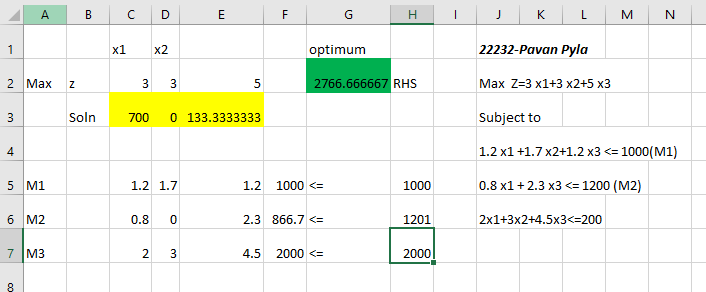 A B C D E F G H I J K L M N
1 x1 x2 optimum 22232-Pavan Pyla
2 Max z 3 3 5 2766.666667 RHS Max Z=3 x1+3 x2+5 x3
3 Soln 700 0 133.3333333 Subject to
4 1.2 x1 +1.7 x2+1.2 x3 <= 1000(M1)
5 M1 1.2 1.7 1.2 1000 <= 1000 0.8 x1 + 2.3 x3 <= 1200 (M2)
6 M2 0.8 0 2.3 866.7 <= 1201 2x1+3x2+4.5x3<=200
7 M3 2 3 4.5 2000 <= 2000
8